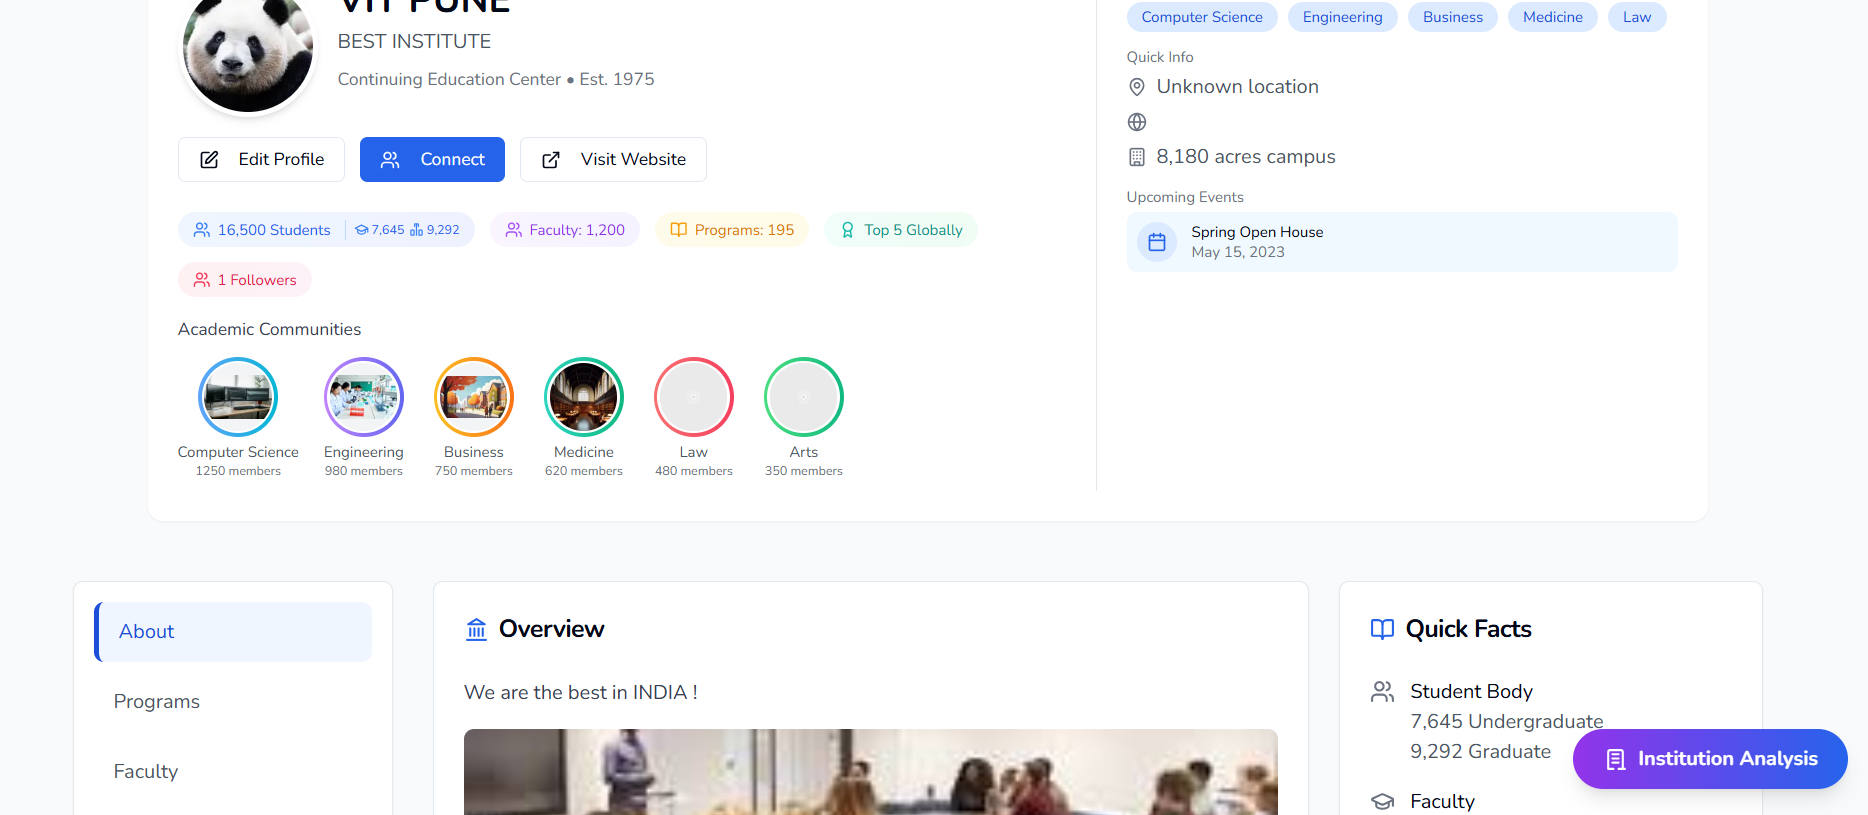 VIT PUNE
BEST INSTITUTE
Continuing Education Center • Est. 1975
Edit Profile
Connect
Visit Website
16,500 Students
7,645
9,292
Faculty: 1,200
Programs: 195
Top 5 Globally
1 Followers
Academic Communities
Computer Science
1250 members
Engineering
980 members
Business
750 members
Medicine
620 members
Law
480 members
Arts
350 members
Computer Science
Engineering
Business
Medicine
Law
Quick Info
Unknown location
8,180 acres campus
Upcoming Events
Spring Open House
May 15, 2023
About
Programs
Faculty
Overview
We are the best in INDIA !
Quick Facts
Student Body
7,645 Undergraduate
9,292 Graduate
Faculty
Institution Analysis